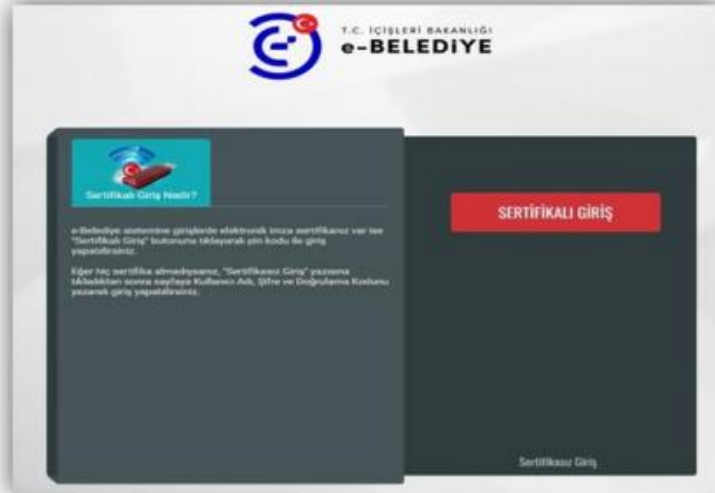 T.C. İÇİŞLERİ BAKANLIĞI
e-BELEDİYE
Sertifikalı Giriş Nedir?
e-Belediye sistemine girişlerde elektronik imza sertifikanız var ise
"Sertifikalı Giriş" butonuna tıklayarak pin kodu ile giriş
yapabilirsiniz.
Eğer hiç sertifika almadıysanız, "Sertifikasız Giriş" yazısına
tıkladıktan sonra sayfaya Kullanıcı Adı, Şifre ve Doğrulama Kodunu
yazarak giriş yapabilirsiniz.
SERTİFİKALI GİRİŞ
Sertifikasız Giriş